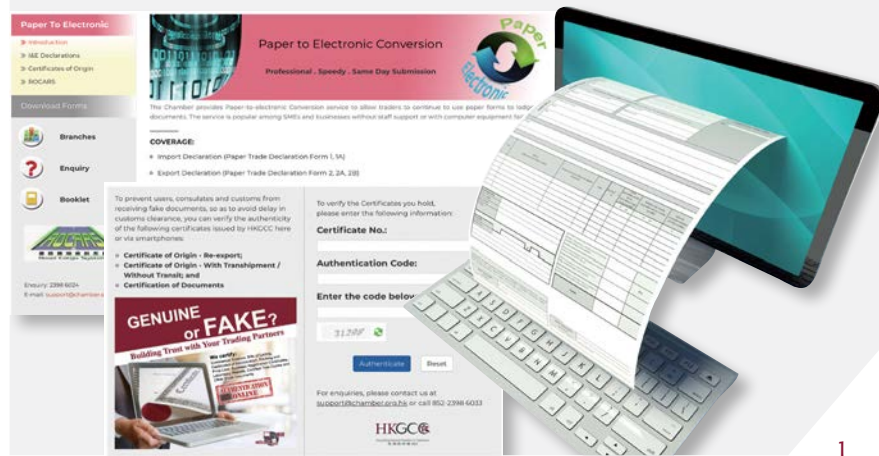 Paper To Electronic
Introduction
I&E Declarations
Certificates of Origin
ROCARS
Download Forms
Branches
Enquiry
Booklet
ROCARS
Enquiry: 2398 6024
E-mail: support@chamber.o
Paper to Electronic Conversion
Professional . Speedy . Same Day Submission
Paper
Electronic
The Chamber provides Paper-to-electronic Conversion service to allow traders to continue to use paper forms to lodge
documents. The service is popular among SMEs and businesses without staff support or with computer equipment
COVERAGE:
Import Declaration (Paper Trade Declaration Form 1, 1A)
Export Declaration (Paper Trade Declaration Form 2, 2A, 2B)
To prevent users, consulates and customs from
receiving fake documents, so as to avoid delay in
customs clearance, you can verify the authenticity
of the following certificates issued by HKGCC here
or via smartphones:
Certificate of Origin - Re-export;
Certificate of Origin - With Transhipment /
Without Transit; and
Certification of Documents
GENUINE
or FAKE?
Building Trust with Your Trading Partners
We certify:
AUTHENTICATION
ONLINE
To verify the Certificates you hold,
please enter the following information:
Certificate No.:
Authentication Code:
Enter the code below
Authenticate
Reset
For enquiries, please contact us at
support@chamber.org.hk or call 852-2398 6033
HKGCC
1